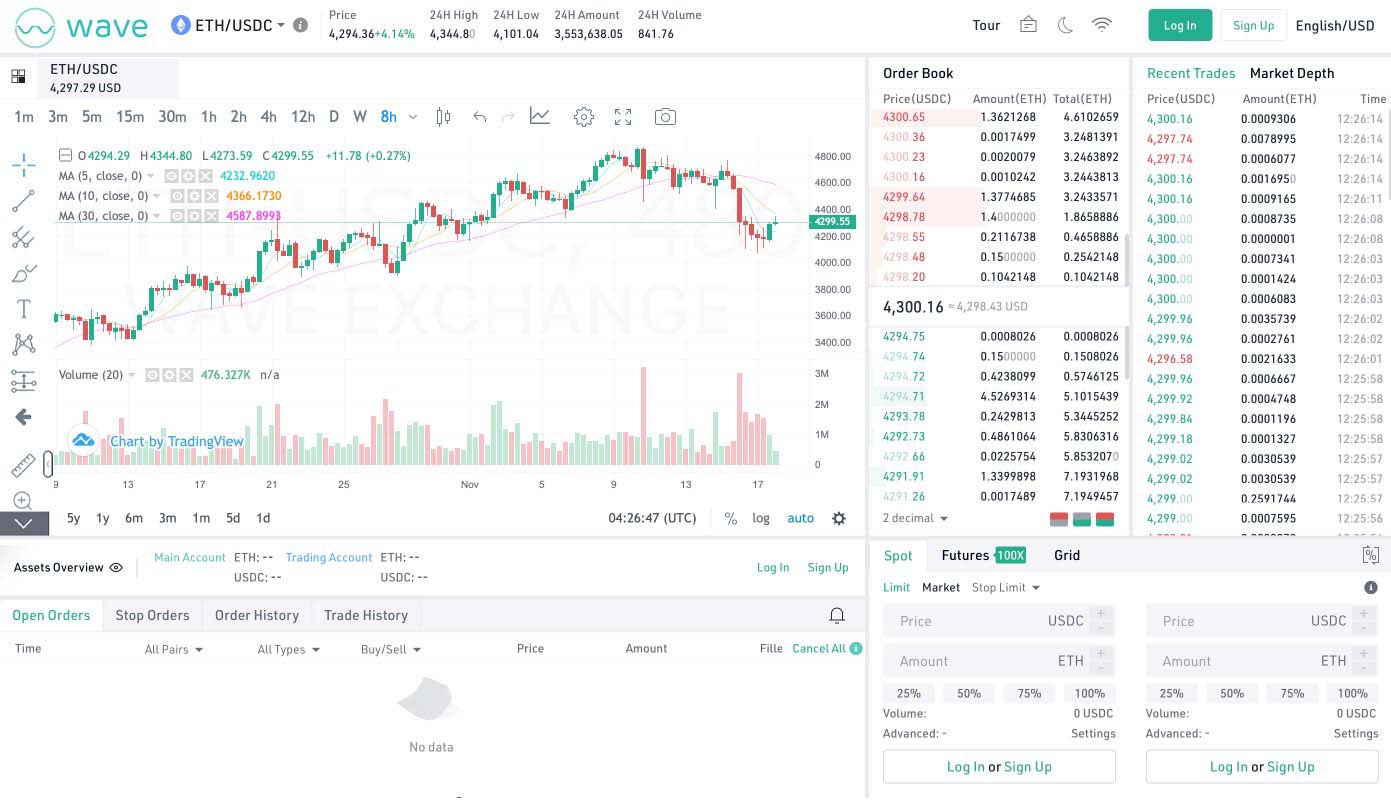 wave
ETH/USDC
Price
4,294.36+4.14%
24H High
4,344.80
24H Low
4,101.04
24H Amount
3,553,638.05
24H Volume
841.76
Tour
Log In
Sign Up
English/USD
ETH/USDC
4,297.29 USD
1m 3m 5m 15m 30m 1h 2h 4h 12h D W 8h
O4294.29 H4344.80 L4273.59 C4299.55 +11.78 (+0.27%)
MA (5, close, 0) 4232.9620
MA (10, close, 0) 4366.1730
MA (30, close, 0) 4587.8993
WAVE EXCHANGE
4800.00
4600.00
4400.00
4299.55
4200.00
4000.00
3800.00
3600.00
3400.00
Volume (20) 476.327K n/a
3M
2M
1M
0
Chart by TradingView
9 13 17 21 25 Nov 5 9 13 17
5y 1y 6m 3m 1m 5d 1d
04:26:47 (UTC) % log auto
Order Book
Price(USDC) Amount(ETH) Total(ETH)
4300.65 1.3621268 4.6102659
4300.36 0.0017499 3.2481391
4300.23 0.0020079 3.2463892
4300.16 0.0010242 3.2443813
4299.64 1.3774685 3.2433571
4298.78 1.4000000 1.8658886
4298.55 0.2116738 0.4658886
4298.48 0.1500000 0.2542148
4298.20 0.1042148 0.1042148
4,300.16 ≈ 4,298.43 USD
4294.75 0.0008026 0.0008026
4294.74 0.1500000 0.1508026
4294.72 0.4238099 0.5746125
4294.71 4.5269314 5.1015439
4293.78 0.2429813 5.3445252
4292.73 0.4861064 5.8306316
4292.66 0.0225754 5.8532070
4291.91 1.3399898 7.1931968
4291.26 0.0017489 7.1949457
2 decimal
Recent Trades Market Depth
Price(USDC) Amount(ETH) Time
4,300.16 0.0009306 12:26:14
4,297.74 0.0078995 12:26:14
4,297.74 0.0006077 12:26:14
4,300.16 0.0016950 12:26:14
4,300.16 0.0009165 12:26:11
4,300.00 0.0008735 12:26:08
4,300.00 0.0000001 12:26:08
4,300.00 0.0007341 12:26:03
4,300.00 0.0001424 12:26:03
4,300.00 0.0006083 12:26:03
4,299.96 0.0035739 12:26:02
4,299.96 0.0002761 12:26:02
4,296.58 0.0021633 12:26:01
4,299.96 0.0006667 12:25:58
4,299.92 0.0004748 12:25:58
4,299.84 0.0001196 12:25:58
4,299.18 0.0001327 12:25:58
4,299.02 0.0030539 12:25:57
4,299.02 0.0030539 12:25:57
4,299.00 0.2591744 12:25:57
4,299.00 0.0007595 12:25:56
Assets Overview
Main Account ETH: --
USDC: --
Trading Account ETH: --
USDC: --
Log In Sign Up
Open Orders Stop Orders Order History Trade History
Time All Pairs All Types Buy/Sell Price Amount Fille Cancel All
No data
Spot Futures 100X Grid
Limit Market Stop Limit
Price USDC + -
Price USDC + -
Amount ETH + -
Amount ETH + -
25% 50% 75% 100%
25% 50% 75% 100%
Volume: 0 USDC
Volume: 0 USDC
Advanced: - Settings
Advanced: - Settings
Log In or Sign Up
Log In or Sign Up